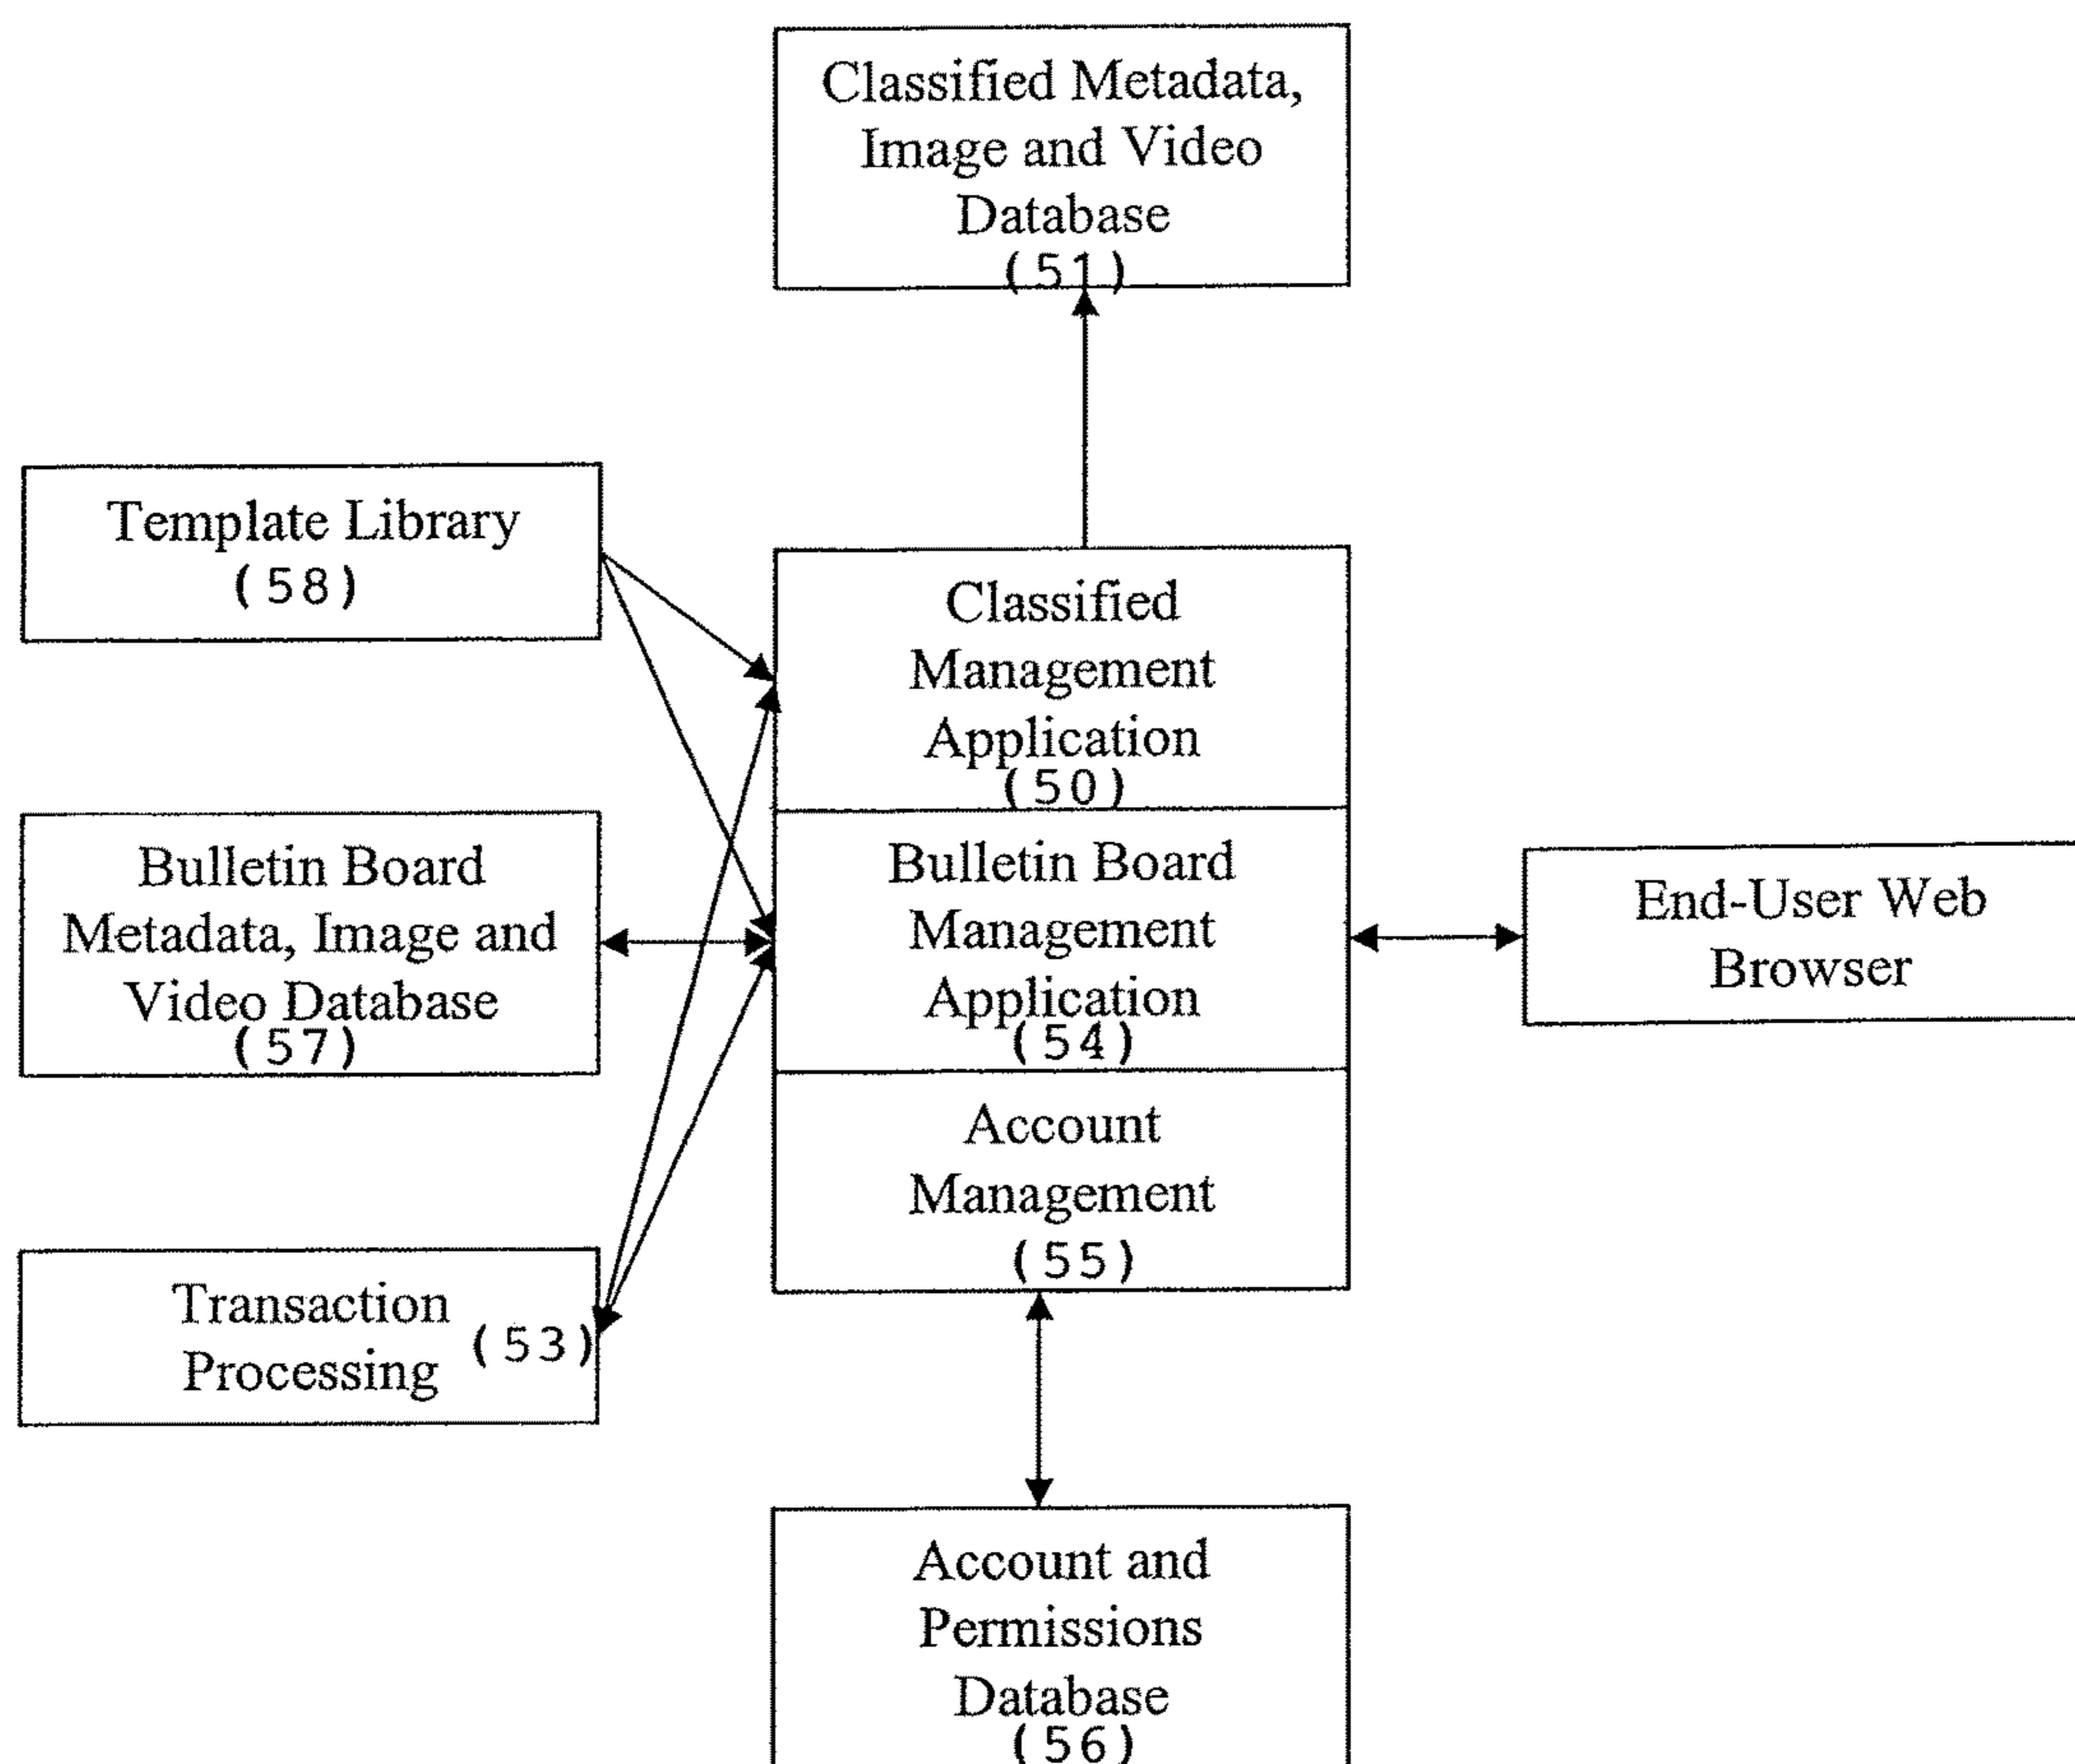 Classified Metadata,
Image and Video
Database
(51)
Template Library
(58)
Classified
Management
Application
(50)
Bulletin Board
Metadata, Image and
Video Database
(57)
Bulletin Board
Management
Application
(54)
End-User Web
Browser
Account
Management
(55)
Transaction
Processing (53)
Account and
Permissions
Database
(56)